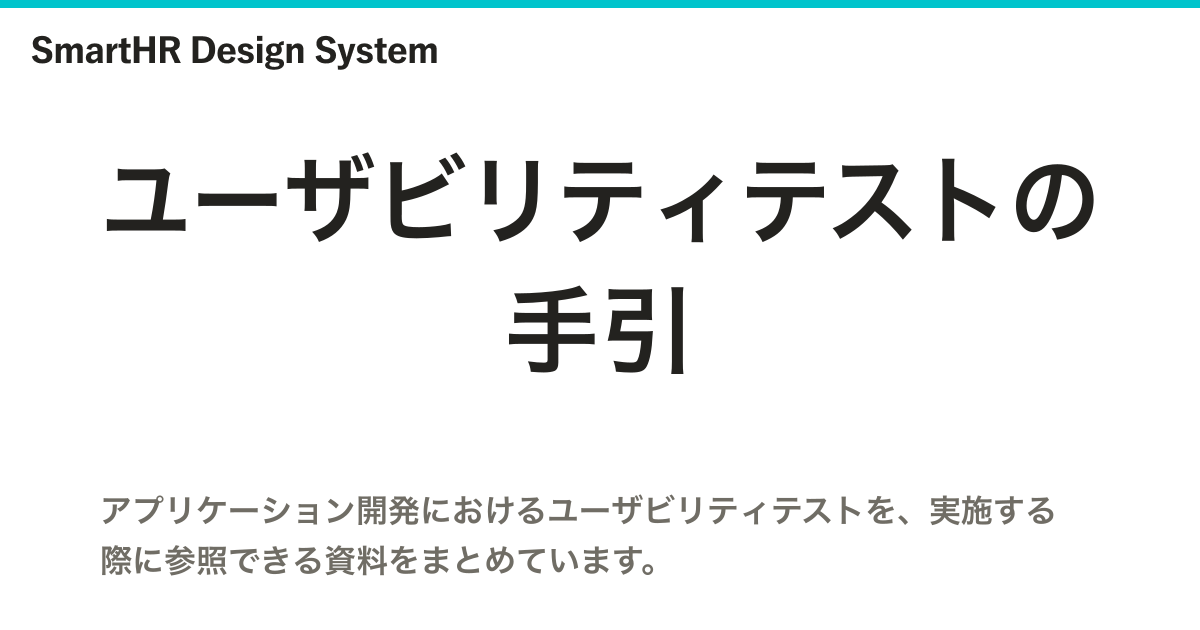 SmartHR Design System
ユーザビリティテストの
手引
アプリケーション開発におけるユーザビリティテストを、実施する
際に参照できる資料をまとめています。